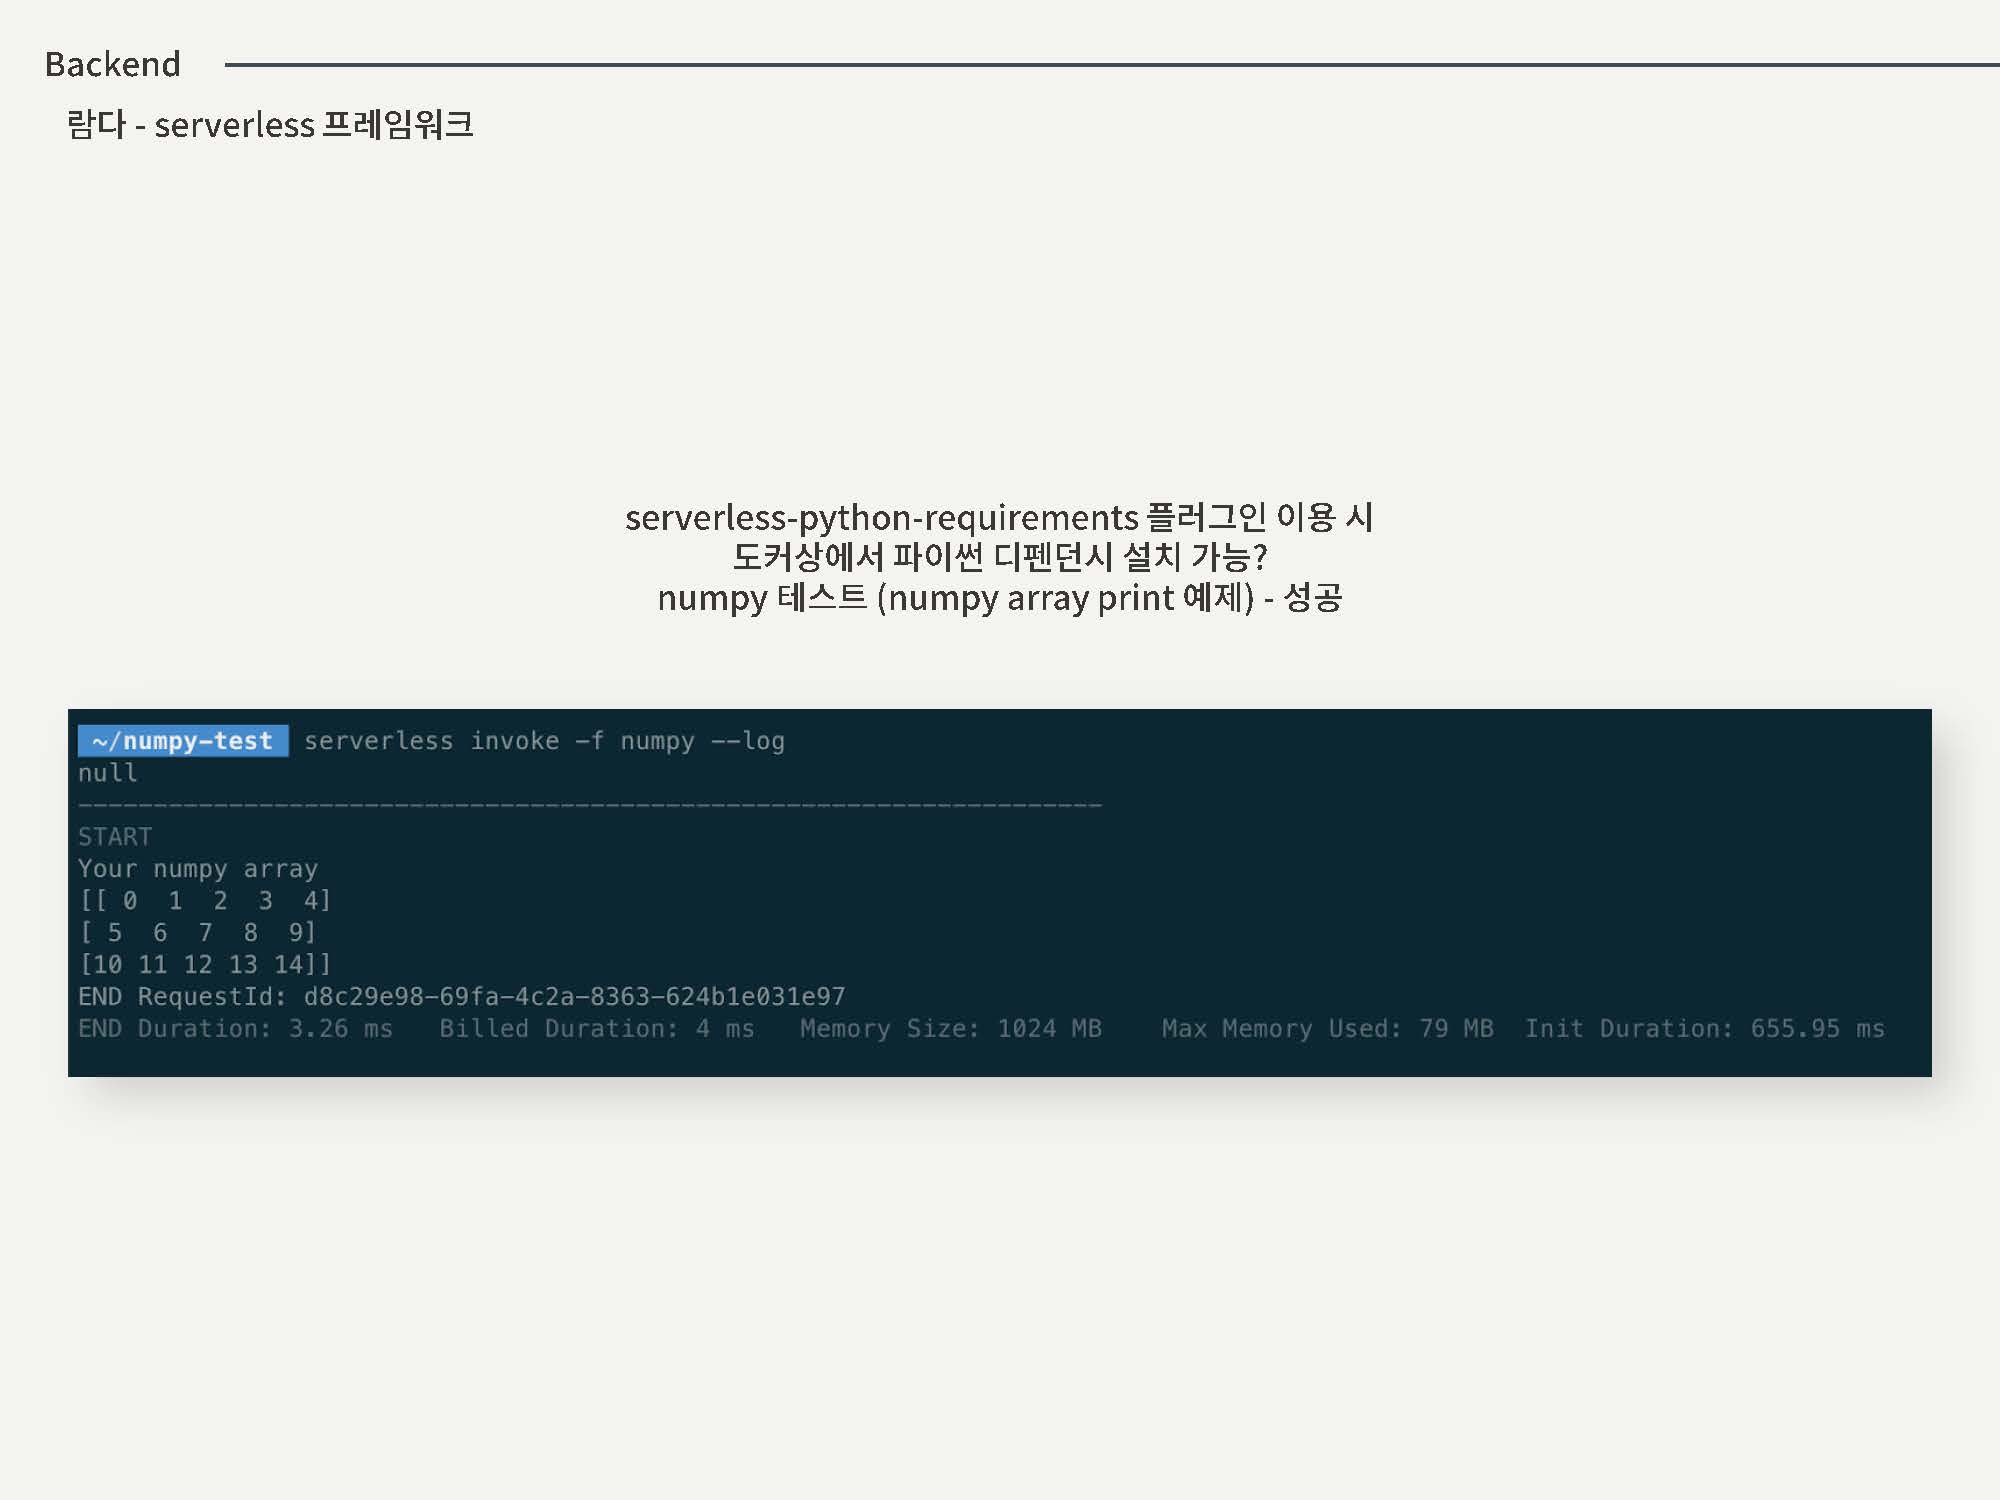 Backend
람다 - serverless 프레임워크
serverless-python-requirements 플러그인 이용 시
도커상에서 파이썬 디펜던시 설치 가능?
numpy 테스트 (numpy array print 예제) - 성공
~/numpy-test serverless invoke -f numpy --log
null
--------------------------------------------------------------------
START
Your numpy array
[[ 0  1  2  3  4]
[ 5  6  7  8  9]
[10 11 12 13 14]]
END RequestId: d8c29e98-69fa-4c2a-8363-624b1e031e97
END Duration: 3.26 ms   Billed Duration: 4 ms   Memory Size: 1024 MB    Max Memory Used: 79 MB  Init Duration: 655.95 ms